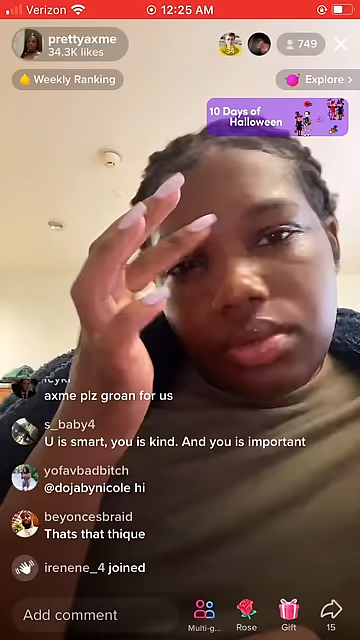 Verizon
12:25 AM
prettyaxme
34.3K likes
34
749
Weekly Ranking
Explore >
10 Days of
Halloween
axme plz groan for us
s_baby4
U is smart, you is kind. And you is important
yofavbadbitch
@dojabynicole hi
beyoncesbraid
Thats that thique
irenene_4 joined
Add comment
Multi-g...
Rose
Gift
15